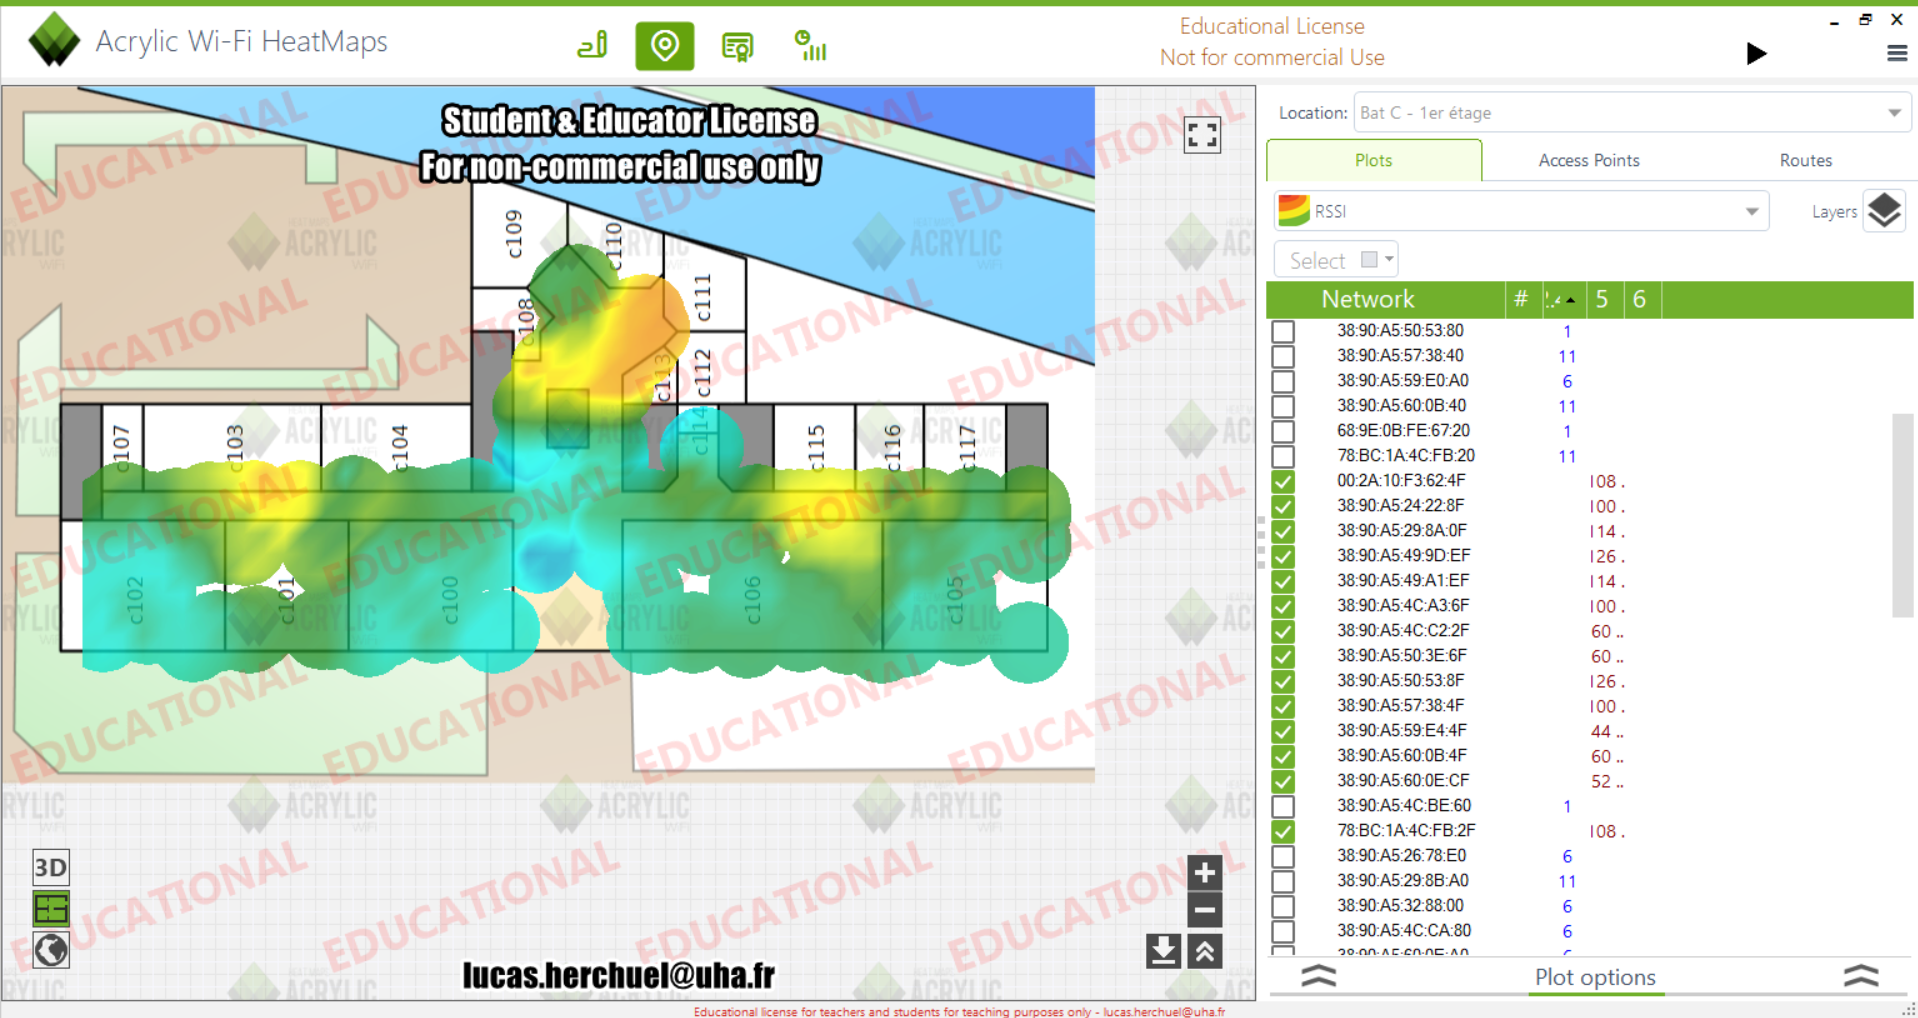 Acrylic Wi-Fi HeatMaps
Educational License
Not for commercial Use
Student & Educator License
For non-commercial use only
Location: Bat C - 1er étage
Plots Access Points Routes
RSSI
Layers
Select
Network # 5 6
38:90:A5:50:53:80 1
38:90:A5:57:38:40 11
38:90:A5:59:E0:A0 6
38:90:A5:60:0B:40 11
68:9E:0B:FE:67:20 1
78:BC:1A:4C:FB:20 11
00:2A:10:F3:62:4F 108 .
38:90:A5:24:22:8F 100 .
38:90:A5:29:8A:0F 114 .
38:90:A5:49:9D:EF 126 .
38:90:A5:49:A1:EF 114 .
38:90:A5:4C:A3:6F 100 .
38:90:A5:4C:C2:2F 60 ..
38:90:A5:50:3E:6F 60 ..
38:90:A5:50:53:8F 126 .
38:90:A5:57:38:4F 100 .
38:90:A5:59:E4:4F 44 ..
38:90:A5:60:0B:4F 60 ..
38:90:A5:60:0E:CF 52 ..
38:90:A5:4C:BE:60 1
78:BC:1A:4C:FB:2F 108 .
38:90:A5:26:78:E0 6
38:90:A5:29:8B:A0 11
38:90:A5:32:88:00 6
38:90:A5:4C:CA:80 6
Plot options
c109
c110
c111
c108
c112
c113
c107
c103
c104
c114
c115
c116
c117
c102
c101
c100
c106
c105
EDUCATIONAL
ACRYLIC
WIFI
3D
lucas.herchuel@uha.fr
Educational license for teachers and students for teaching purposes only - lucas.herchuel@uha.fr